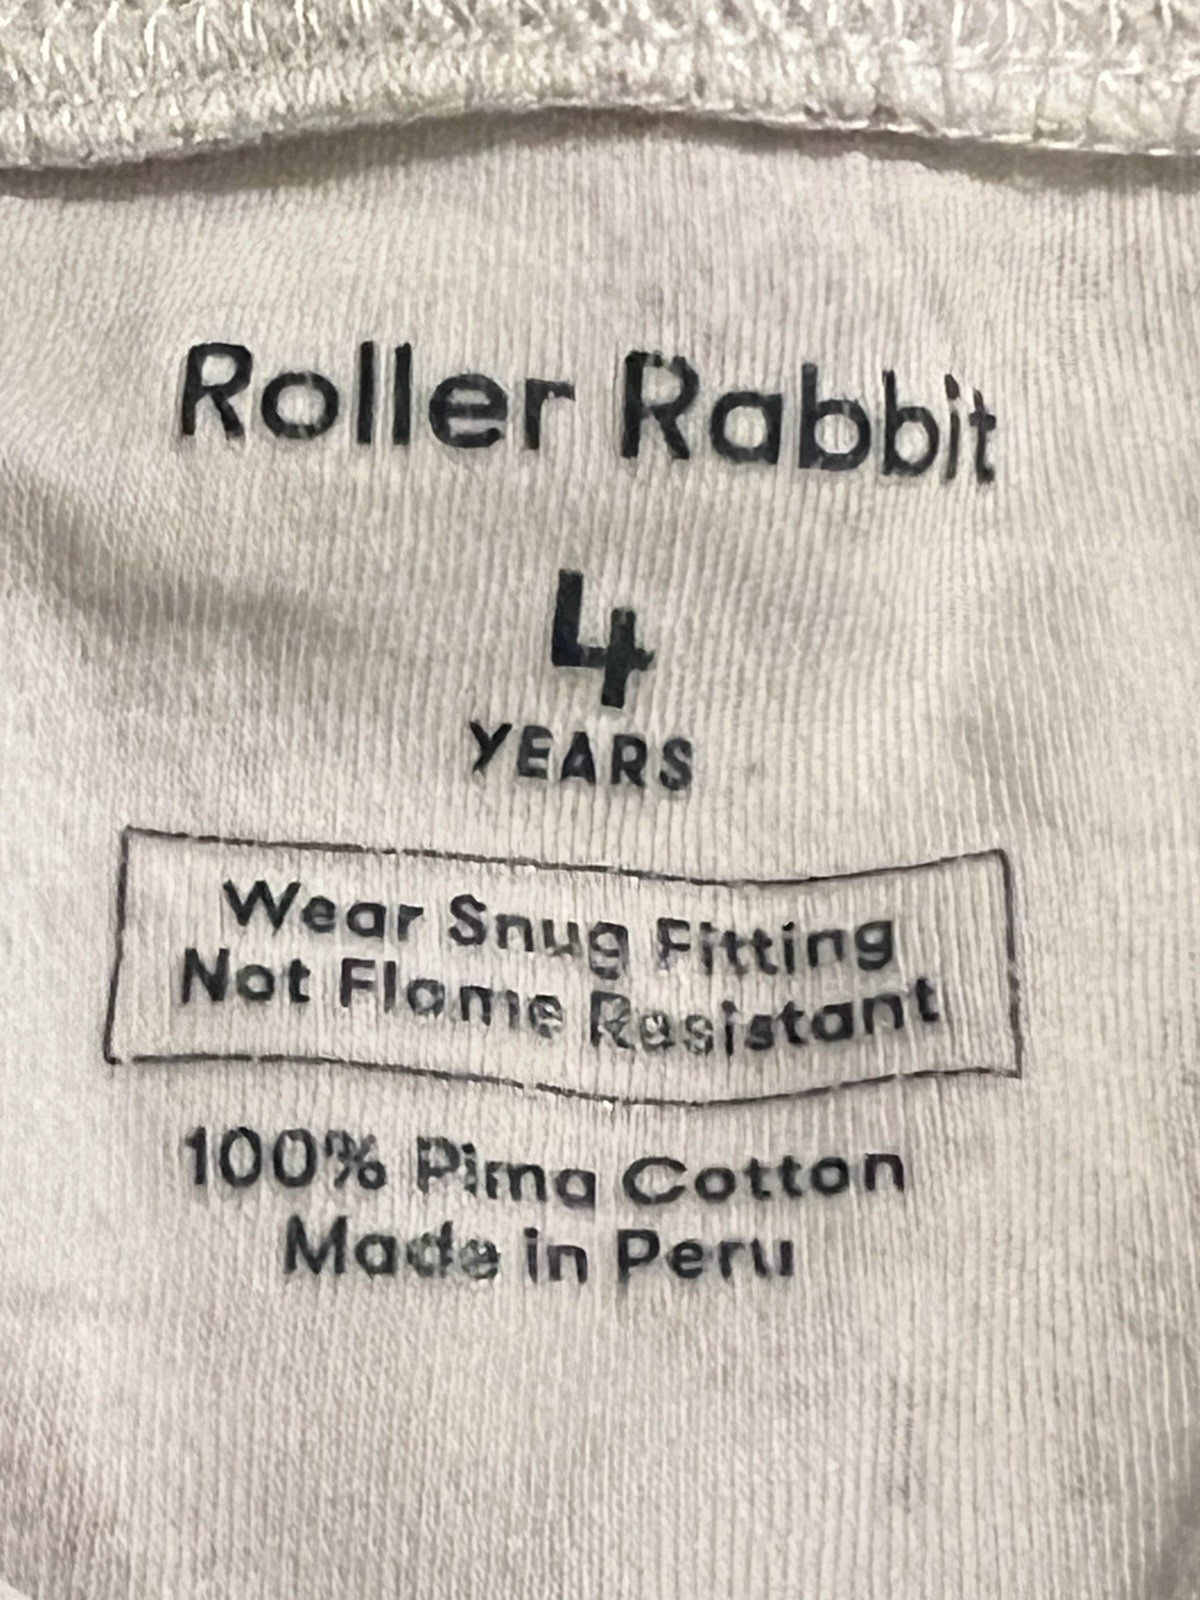 Roller Rabbit
4
YEARS
Wear Snug Fitting
Not Flame Resistant
100% Pima Cotton
Made in Peru